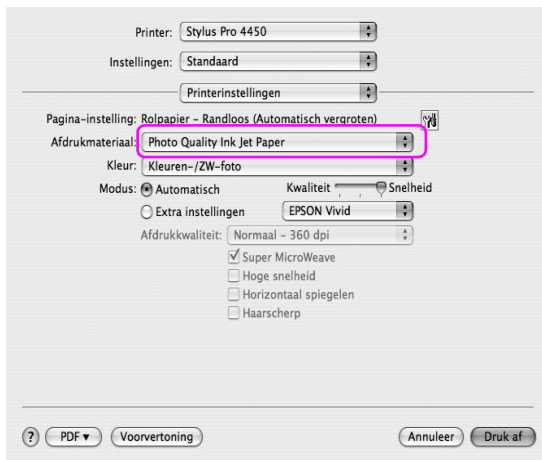 Printer: Stylus Pro 4450
Instellingen: Standaard
Printerinstellingen
Pagina-instelling: Rolpapier – Randloos (Automatisch vergroten)
Afdrukmateriaal: Photo Quality Ink Jet Paper
Kleur: Kleuren-/ZW-foto
Modus: Automatisch Kwaliteit Snelheid
Extra instellingen EPSON Vivid
Afdrukkwaliteit: Normaal – 360 dpi
Super MicroWeave
Hoge snelheid
Horizontaal spiegelen
Haarscherp
? PDF Voorvertoning Annuleer Druk af